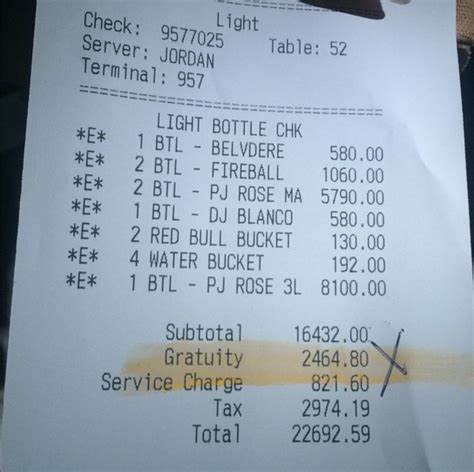 Light
Check: 9577025
Server: JORDAN Table: 52
Terminal: 957
LIGHT BOTTLE CHK
*E* 1 BTL - BELVDERE 580.00
*E* 2 BTL - FIREBALL 1060.00
*E* 2 BTL - PJ ROSE MA 5790.00
*E* 1 BTL - DJ BLANCO 580.00
*E* 2 RED BULL BUCKET 130.00
*E* 4 WATER BUCKET 192.00
*E* 1 BTL - PJ ROSE 3L 8100.00
Subtotal 16432.00
Gratuity 2464.80
Service Charge 821.60
Tax 2974.19
Total 22692.59